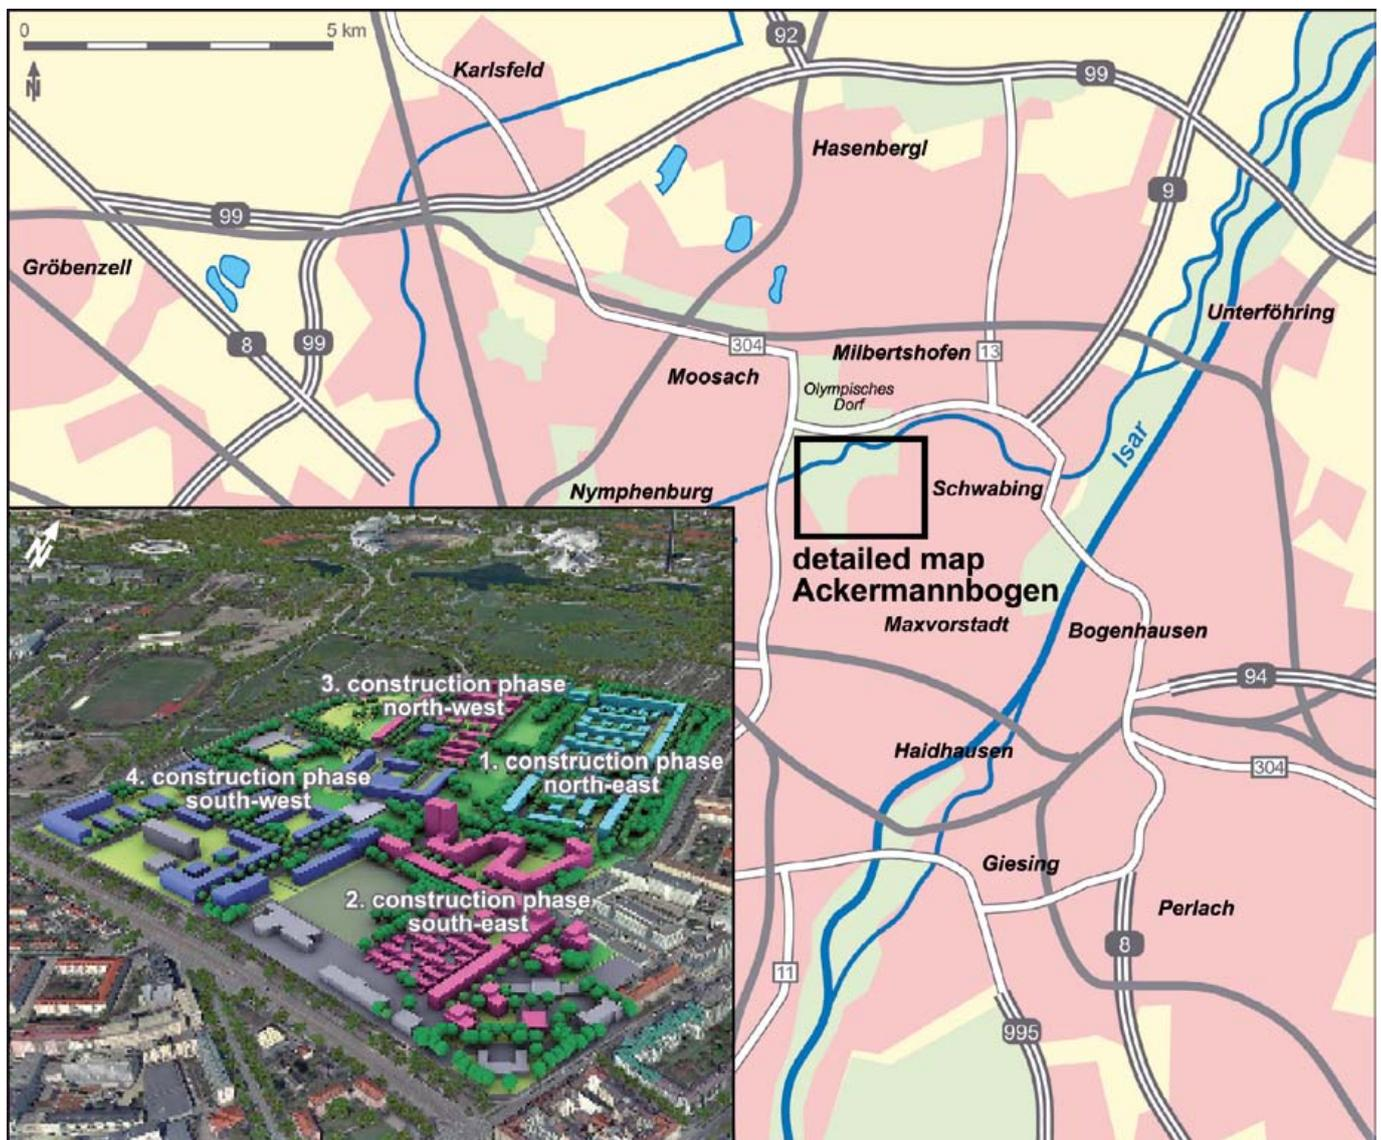 0 5 km
N
92
Karlsfeld
99
Hasenbergl
9
99
Gröbenzell
Unterföhring
8
99
304
Milbertshofen
13
Moosach
Olympisches
Dorf
Isar
Nymphenburg
Schwabing
detailed map
Ackermannbogen
Maxvorstadt
Bogenhausen
94
Haidhausen
304
Giesing
Perlach
8
11
995
N
3. construction phase
north-west
1. construction phase
north-east
4. construction phase
south-west
2. construction phase
south-east